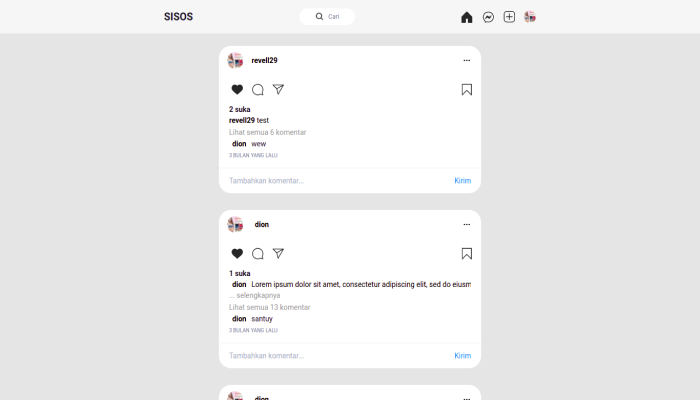 SISOS
Cari
revell29
2 suka
revell29 test
Lihat semua 6 komentar
dion wew
3 BULAN YANG LALU
Tambahkan komentar...
Kirim
dion
1 suka
dion Lorem ipsum dolor sit amet, consectetur adipiscing elit, sed do eiusm
... selengkapnya
Lihat semua 13 komentar
dion santuy
3 BULAN YANG LALU
Tambahkan komentar...
Kirim
dion